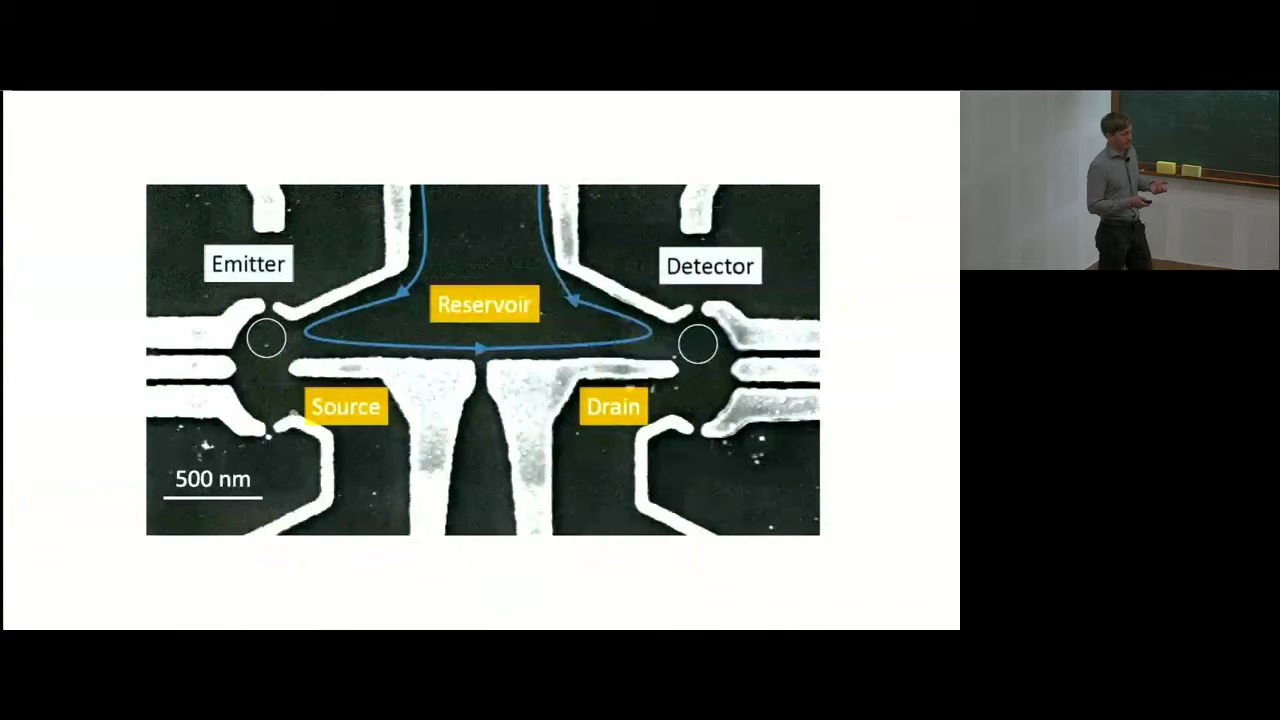 Emitter
Detector
Reservoir
Source
Drain
500 nm